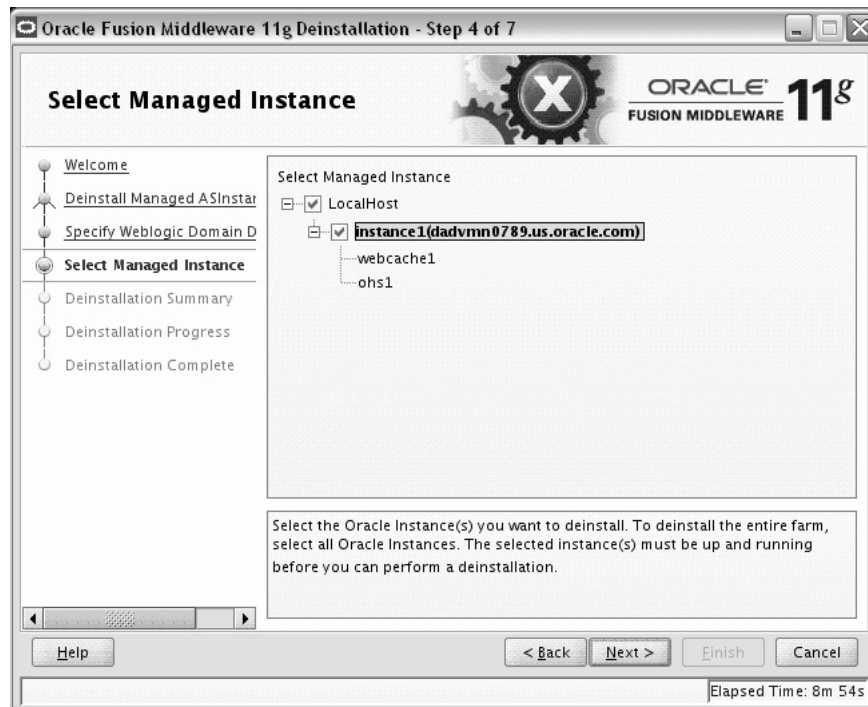 Oracle Fusion Middleware 11g Deinstallation - Step 4 of 7
Select Managed Instance
ORACLE
FUSION MIDDLEWARE
11g
Welcome
Deinstall Managed ASInstar
Specify Weblogic Domain D
Select Managed Instance
Deinstallation Summary
Deinstallation Progress
Deinstallation Complete
Select Managed Instance
LocalHost
instance1(dadvmn0789.us.oracle.com)
webcache1
ohs1
Select the Oracle Instance(s) you want to deinstall. To deinstall the entire farm,
select all Oracle Instances. The selected instance(s) must be up and running
before you can perform a deinstallation.
Help
< Back
Next >
Finish
Cancel
Elapsed Time: 8m 54s